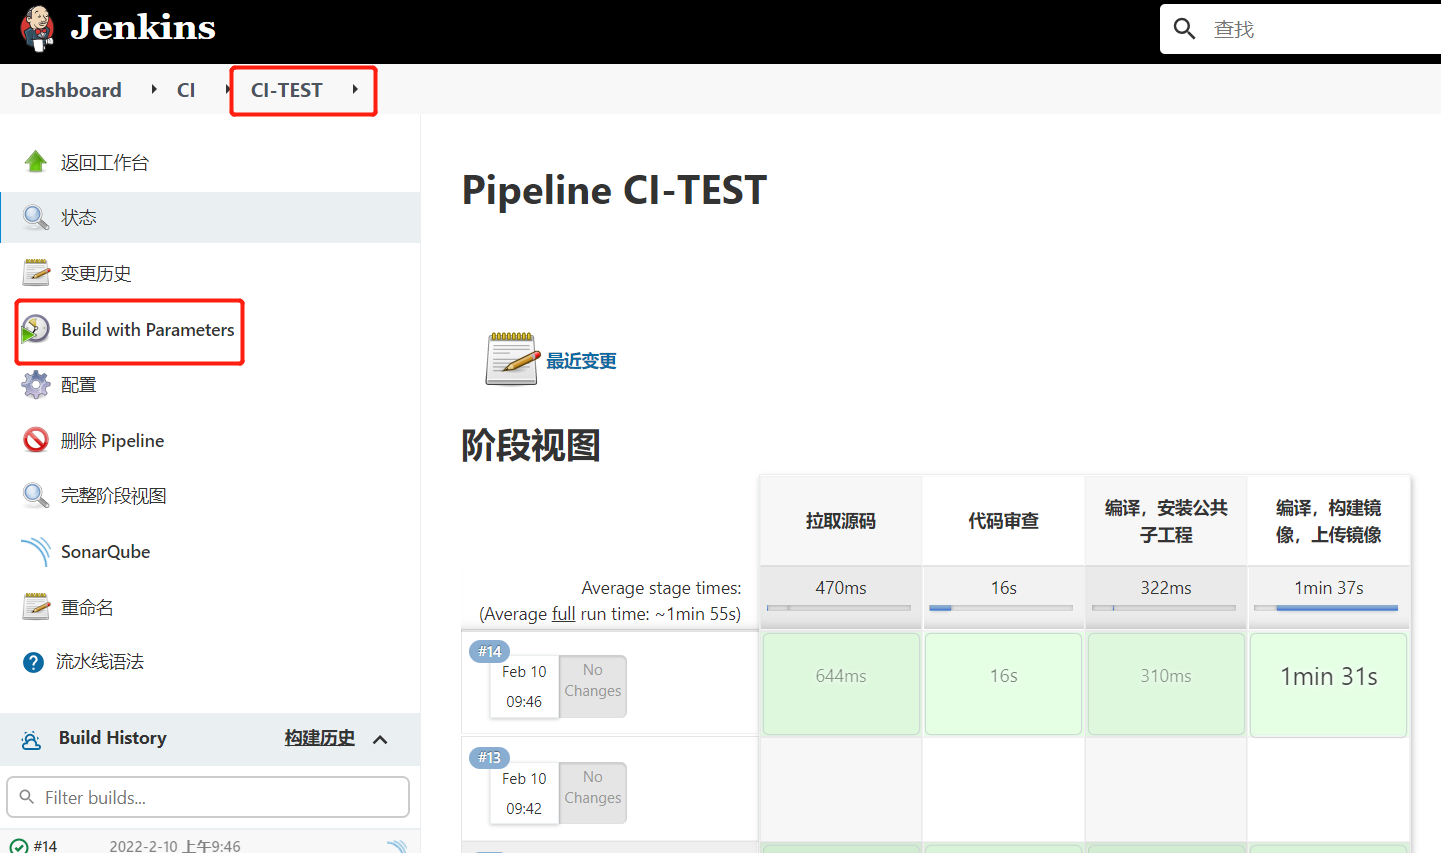 Jenkins
查找
Dashboard
CI
CI-TEST
返回工作台
状态
变更历史
Build with Parameters
配置
删除 Pipeline
完整阶段视图
SonarQube
重命名
流水线语法
Build History
构建历史
Filter builds...
#14
2022-2-10 上午9:46
Pipeline CI-TEST
最近变更
阶段视图
拉取源码
代码审查
编译，安装公共
子工程
编译，构建镜
像，上传镜像
Average stage times:
(Average full run time: ~1min 55s)
470ms
16s
322ms
1min 37s
#14
Feb 10
09:46
No
Changes
644ms
16s
310ms
1min 31s
#13
Feb 10
09:42
No
Changes